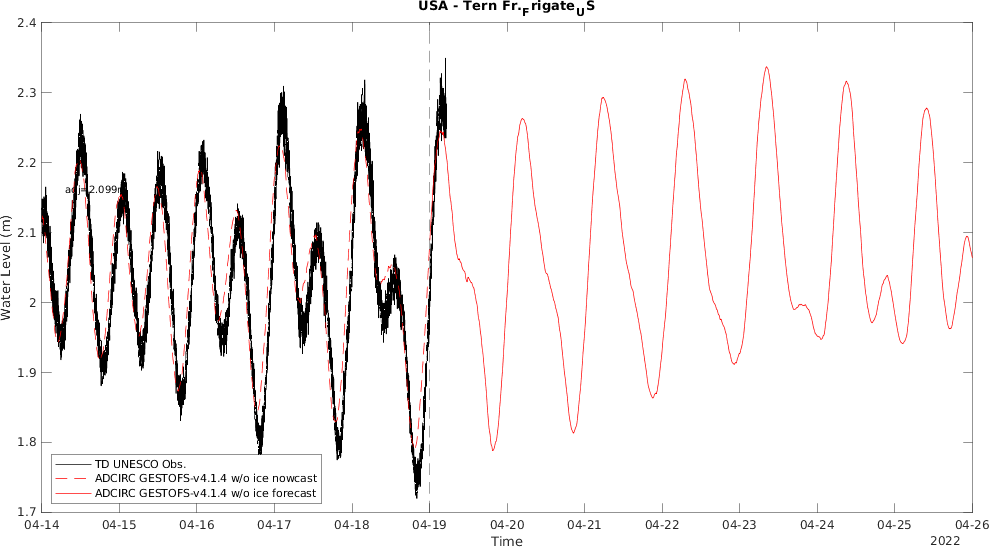 USA - Tern Fr.FrigateUS
2.4
2.3
2.2
2.1
2
1.9
1.8
1.7
Water Level (m)
adj=2.099m
TD UNESCO Obs.
ADCIRC GESTOFS-v4.1.4 w/o ice nowcast
ADCIRC GESTOFS-v4.1.4 w/o ice forecast
04-14 04-15 04-16 04-17 04-18 04-19 04-20 04-21 04-22 04-23 04-24 04-25 04-26
Time
2022